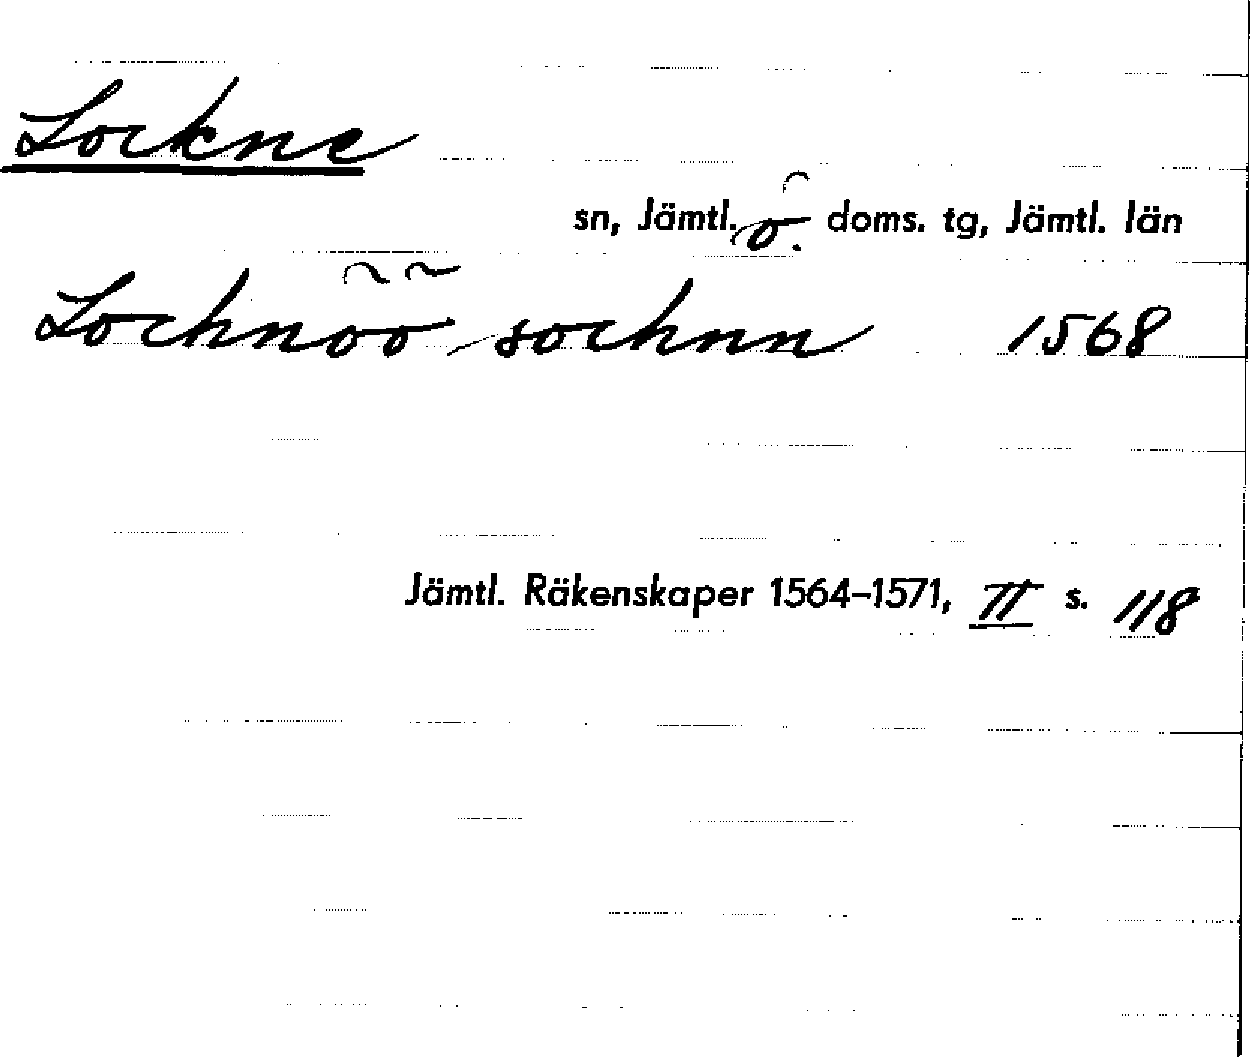 Lockne
sn, Jämtl. ö. doms. tg, Jämtl. län
Lochnöö sochnn 1568
Jämtl. Räkenskaper 1564–1571, II s. 118